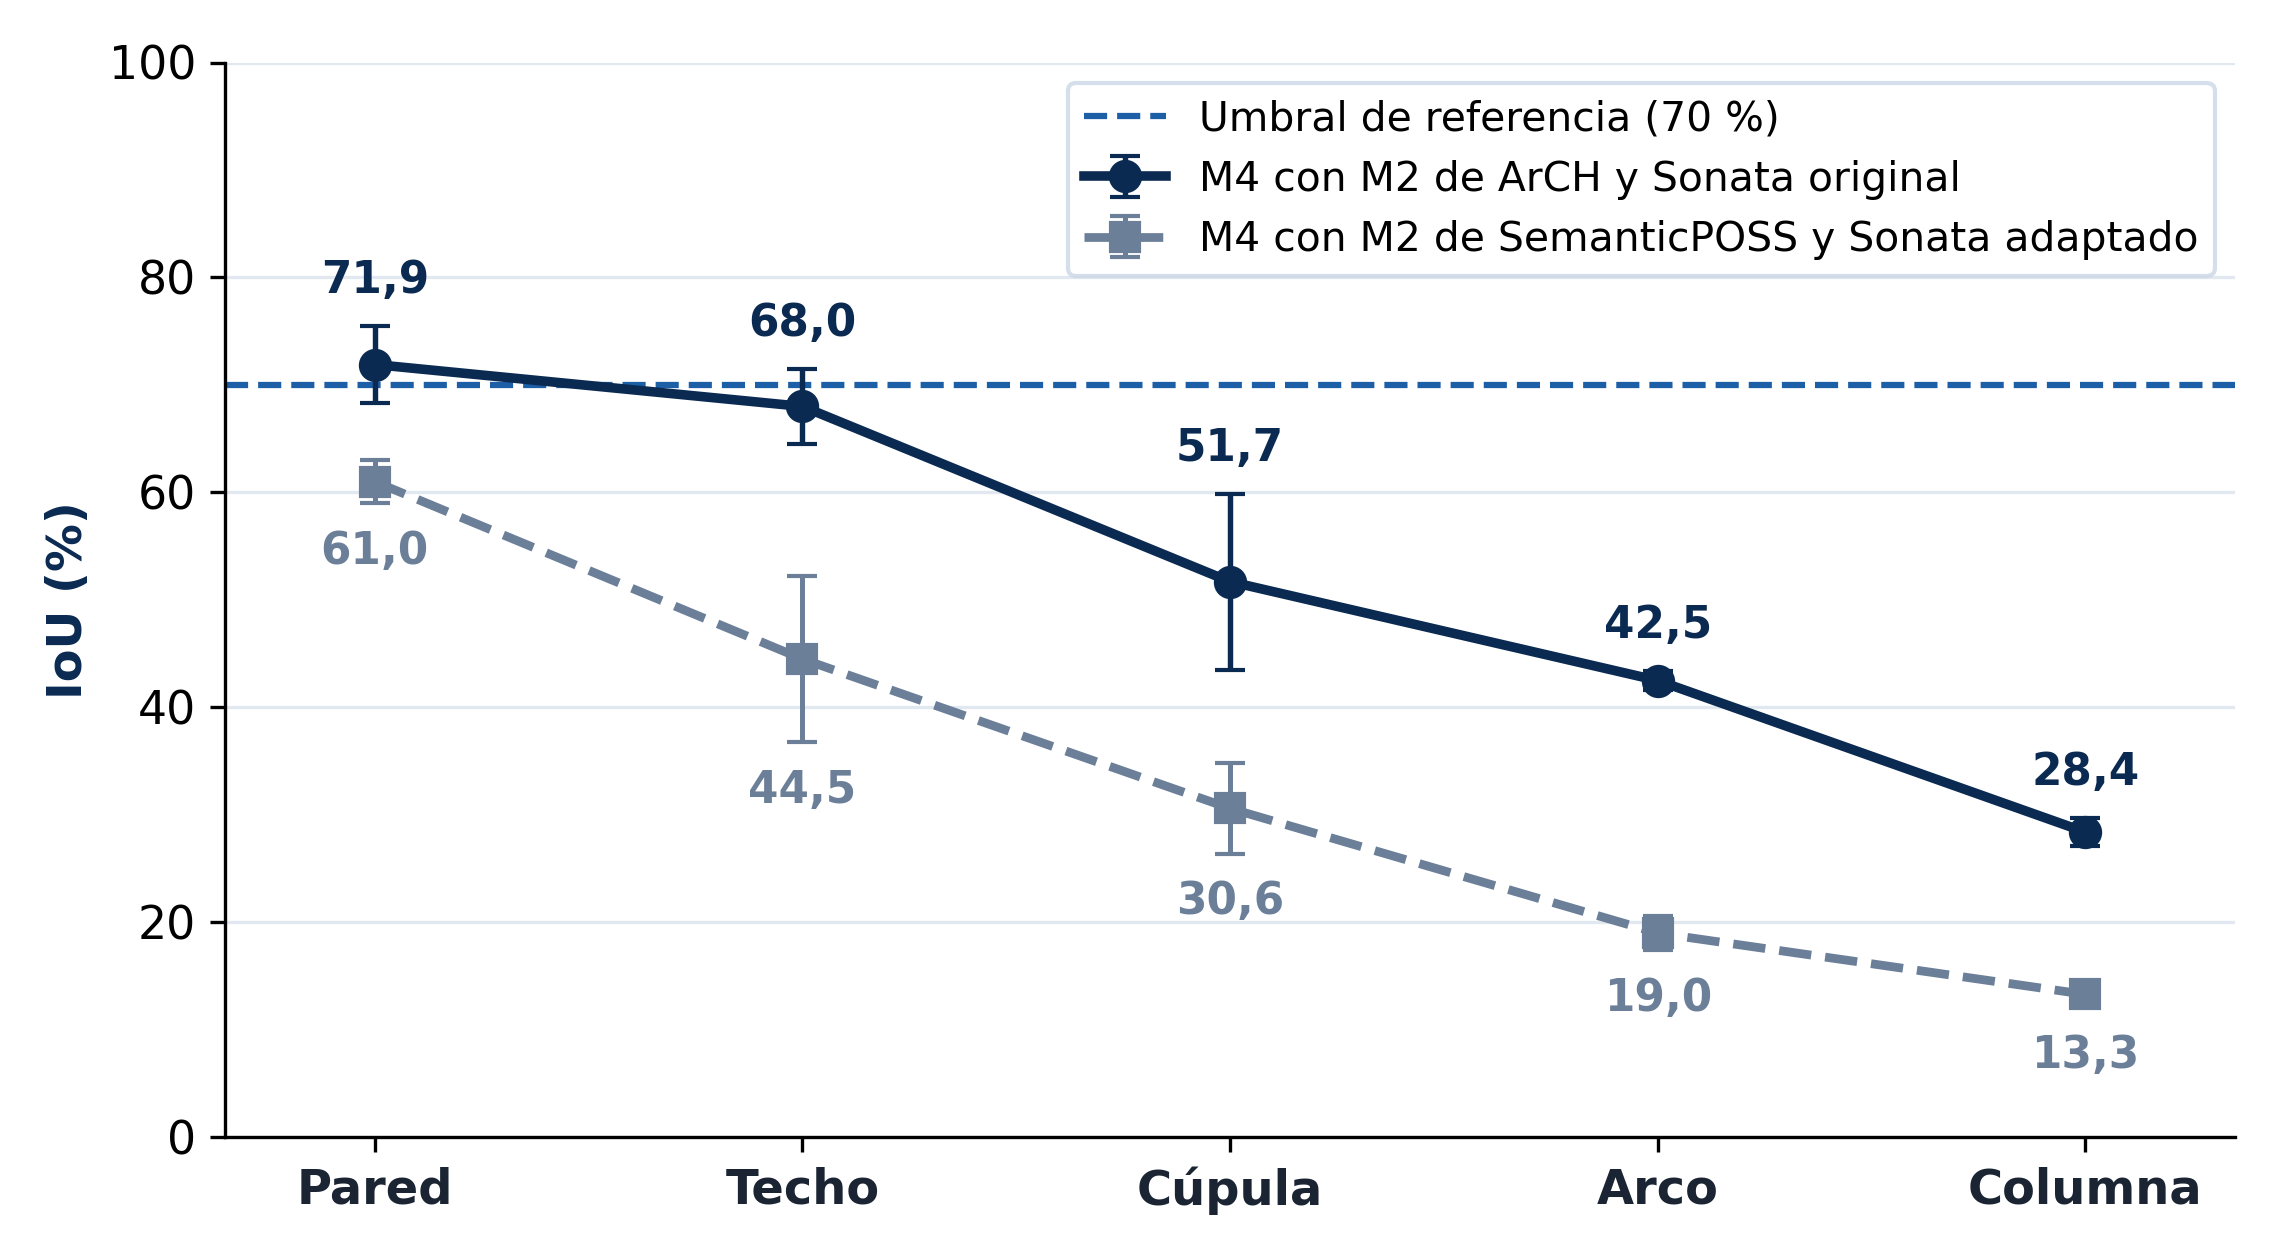 100
Umbral de referencia (70 %)
M4 con M2 de ArCH y Sonata original
M4 con M2 de SemanticPOSS y Sonata adaptado
80
60
40
20
0
IoU (%)
71,9
68,0
51,7
42,5
28,4
61,0
44,5
30,6
19,0
13,3
Pared
Techo
Cúpula
Arco
Columna